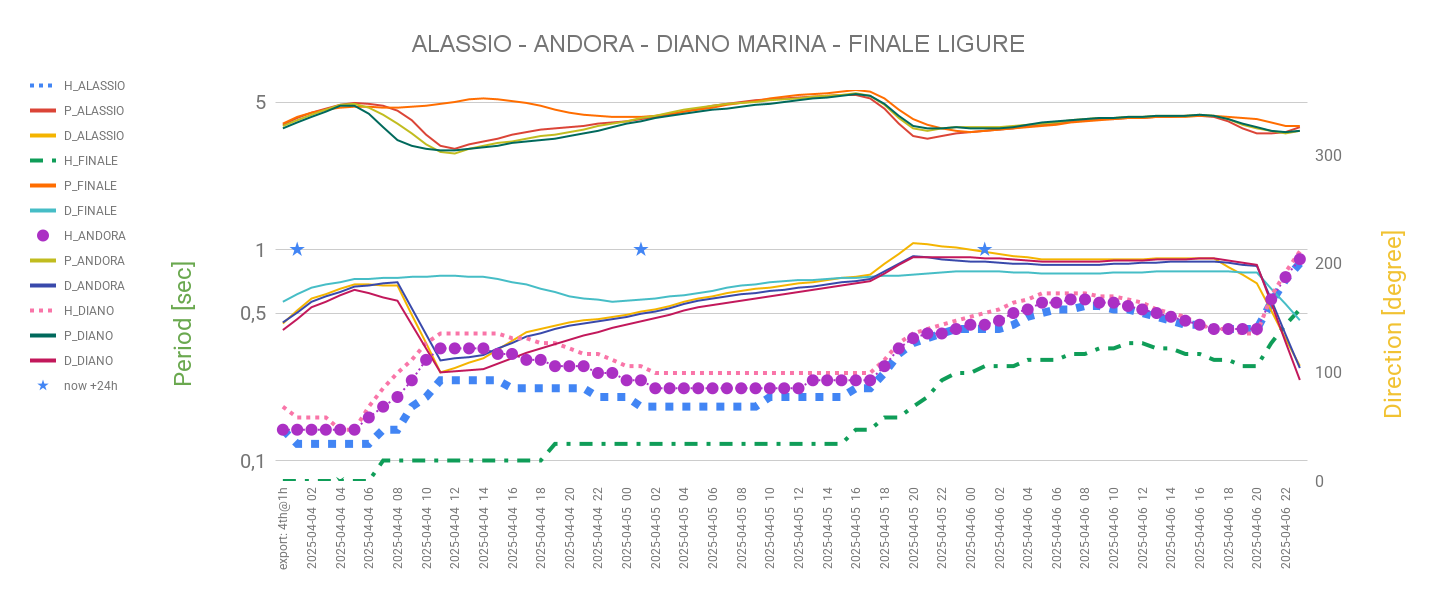 ALASSIO - ANDORA - DIANO MARINA - FINALE LIGURE
H_ALASSIO
P_ALASSIO
D_ALASSIO
H_FINALE
P_FINALE
D_FINALE
H_ANDORA
P_ANDORA
D_ANDORA
H_DIANO
P_DIANO
D_DIANO
now +24h
Period [sec]
5
1
0,5
0,1
300
200
100
0
Direction [degree]
export: 4th@1h
2025-04-04 02
2025-04-04 04
2025-04-04 06
2025-04-04 08
2025-04-04 10
2025-04-04 12
2025-04-04 14
2025-04-04 16
2025-04-04 18
2025-04-04 20
2025-04-04 22
2025-04-05 00
2025-04-05 02
2025-04-05 04
2025-04-05 06
2025-04-05 08
2025-04-05 10
2025-04-05 12
2025-04-05 14
2025-04-05 16
2025-04-05 18
2025-04-05 20
2025-04-05 22
2025-04-06 00
2025-04-06 02
2025-04-06 04
2025-04-06 06
2025-04-06 08
2025-04-06 10
2025-04-06 12
2025-04-06 14
2025-04-06 16
2025-04-06 18
2025-04-06 20
2025-04-06 22